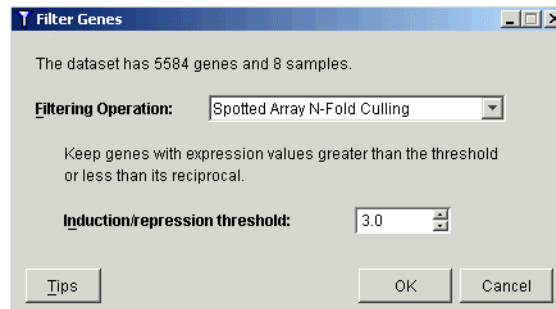 Filter Genes
The dataset has 5584 genes and 8 samples.
Filtering Operation: Spotted Array N-Fold Culling
Keep genes with expression values greater than the threshold
or less than its reciprocal.
Induction/repression threshold: 3.0
Tips OK Cancel